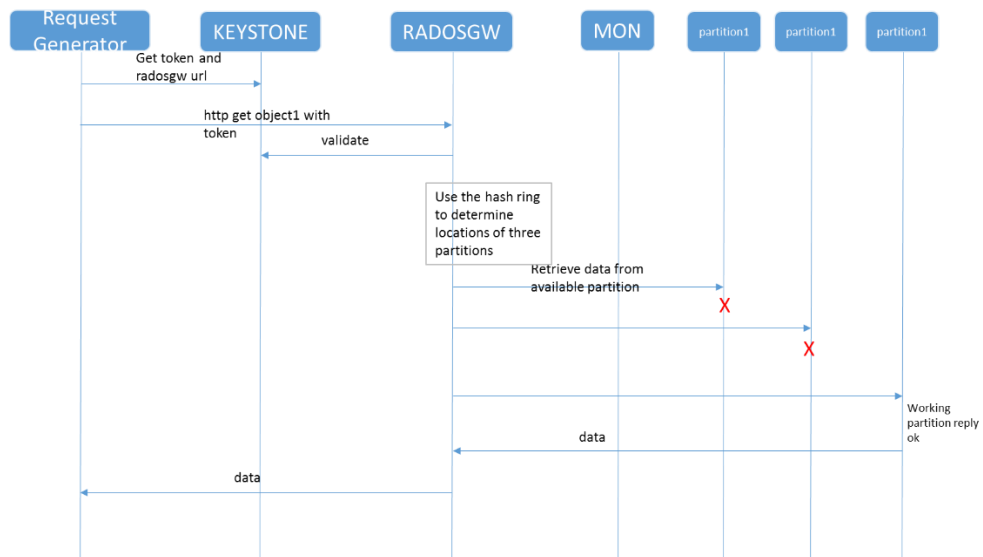 Request
Generator
KEYSTONE
RADOSGW
MON
partition1
partition1
partition1
Get token and
radosgw url
http get object1 with
token
validate
Use the hash ring
to determine
locations of three
partitions
Retrieve data from
available partition
X
X
Working
partition reply
ok
data
data